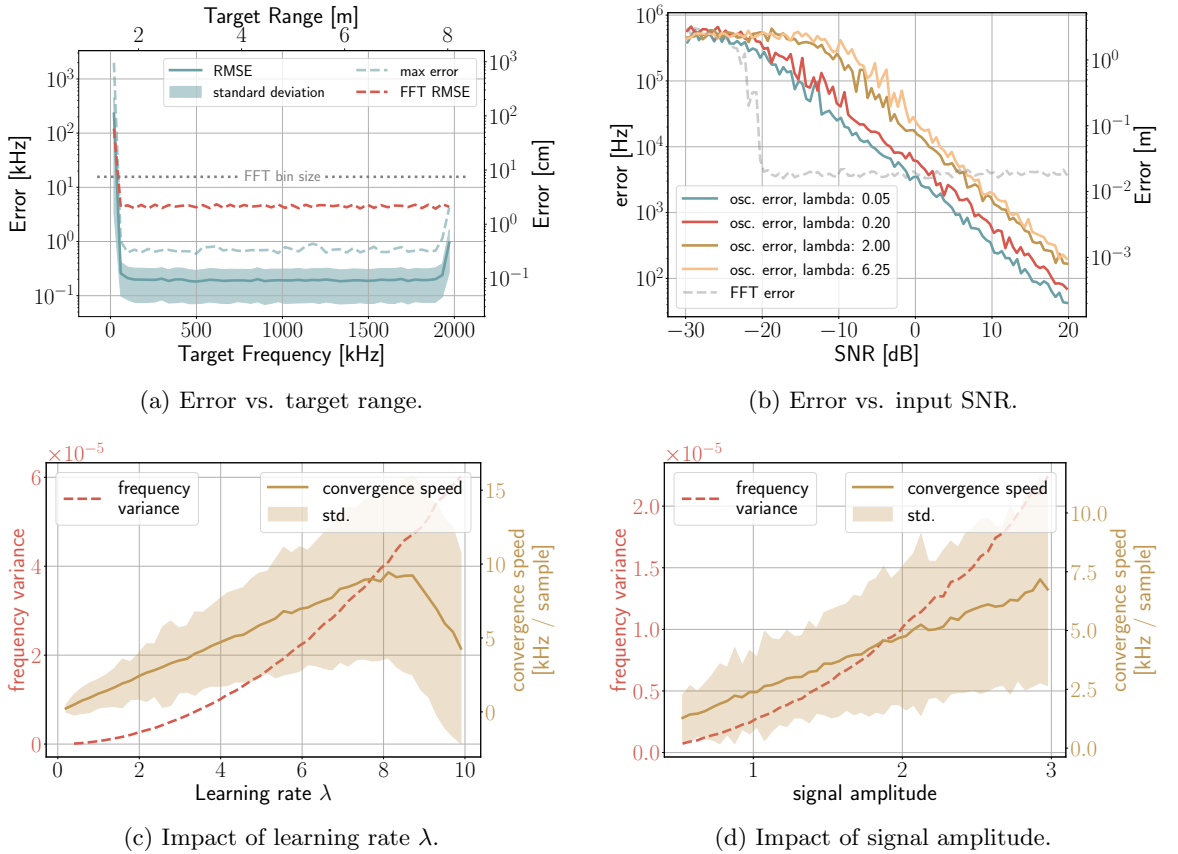 Target Range [m]
2 4 6 8
10³ 10² 10¹ 10⁰ 10⁻¹
Error [kHz]
RMSE
standard deviation
max error
FFT RMSE
FFT bin size
10³ 10² 10¹ 10⁰ 10⁻¹
Error [cm]
0 500 1000 1500 2000
Target Frequency [kHz]
(a) Error vs. target range.
10⁶ 10⁵ 10⁴ 10³ 10²
error [Hz]
osc. error, lambda: 0.05
osc. error, lambda: 0.20
osc. error, lambda: 2.00
osc. error, lambda: 6.25
FFT error
10⁰ 10⁻¹ 10⁻² 10⁻³
Error [m]
−30 −20 −10 0 10 20
SNR [dB]
(b) Error vs. input SNR.
×10⁻⁵
6 4 2 0
frequency variance
frequency
variance
convergence speed
std.
15 10 5 0
convergence speed
[kHz / sample]
0 2 4 6 8 10
Learning rate λ
(c) Impact of learning rate λ.
×10⁻⁵
2.0 1.5 1.0 0.5 0.0
frequency variance
frequency
variance
convergence speed
std.
10.0 7.5 5.0 2.5 0.0
convergence speed
[kHz / sample]
1 2 3
signal amplitude
(d) Impact of signal amplitude.